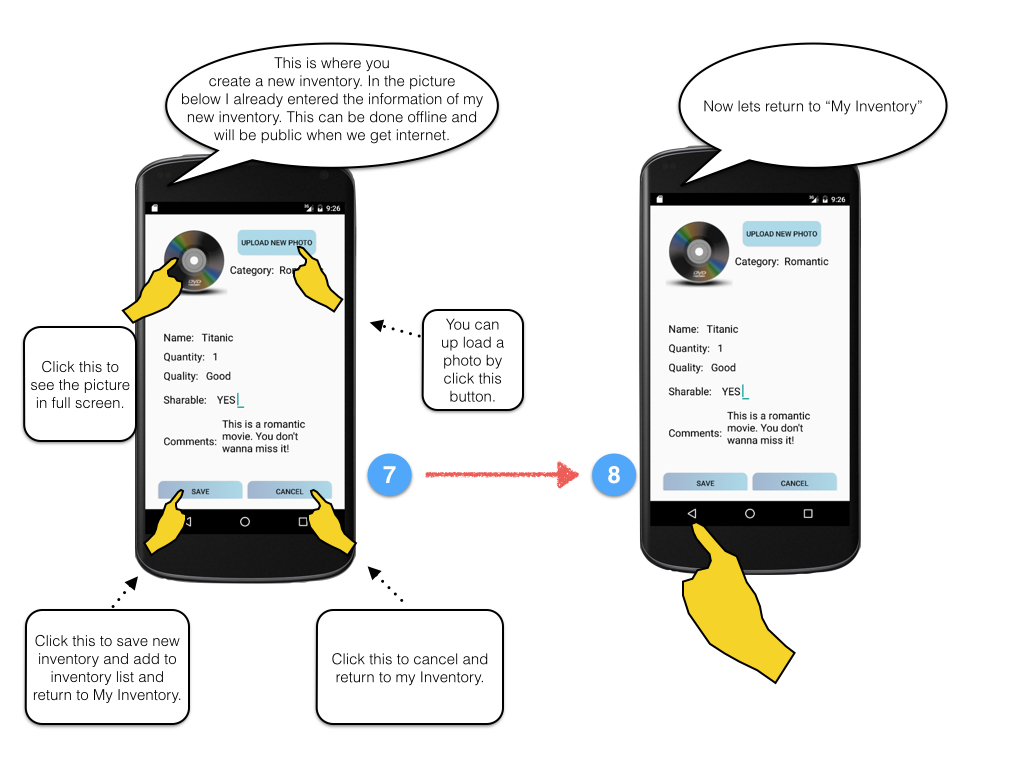 This is where you
create a new inventory. In the picture
below I already entered the information of my
new inventory. This can be done offline and
will be public when we get internet.
Now lets return to “My Inventory”
3G 9:26
UPLOAD NEW PHOTO
DVD
Category:
Name: Titanic
Quantity: 1
Quality: Good
Sharable: YES
Comments: This is a romantic
movie. You don't
wanna miss it!
SAVE CANCEL
Click this to
see the picture
in full screen.
You can
up load a
photo by
click this
button.
Click this to save new
inventory and add to
inventory list and
return to My Inventory.
Click this to cancel and
return to my Inventory.
7
8
3G 9:26
UPLOAD NEW PHOTO
DVD
Category: Romantic
Name: Titanic
Quantity: 1
Quality: Good
Sharable: YES
Comments: This is a romantic
movie. You don't
wanna miss it!
SAVE CANCEL